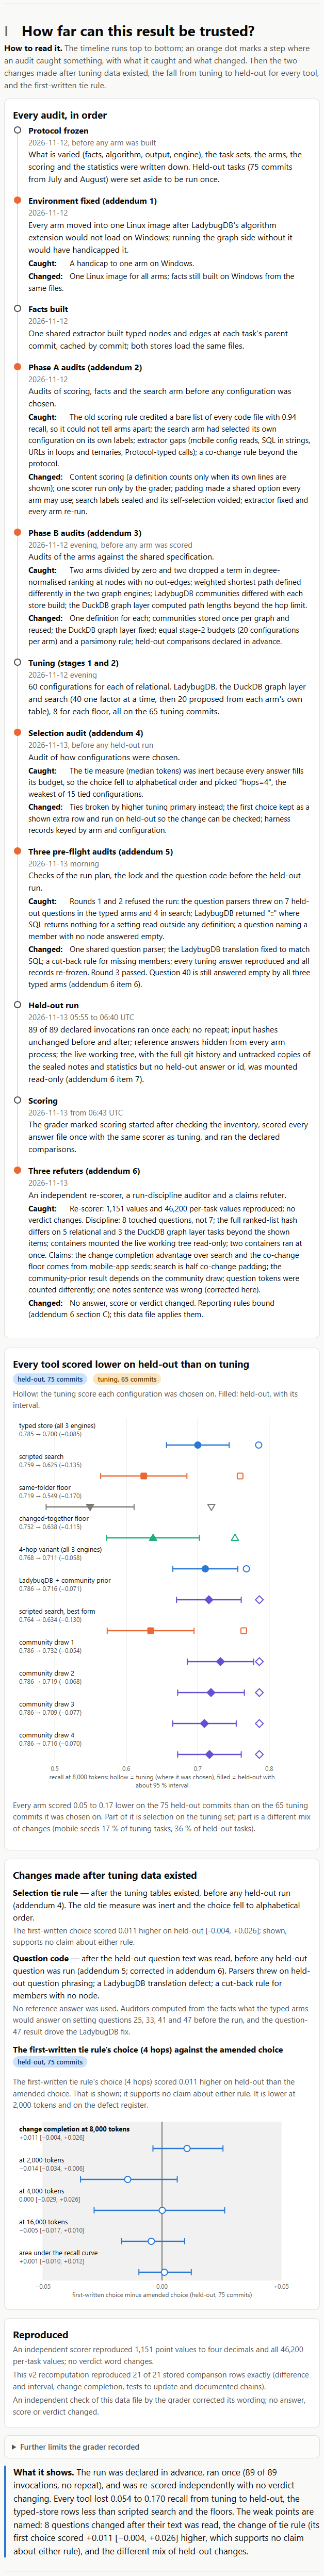 I How far can this result be trusted?
How to read it. The timeline runs top to bottom; an orange dot marks a step where
an audit caught something, with what it caught and what changed. Then the two
changes made after tuning data existed, the fall from tuning to held-out for every tool,
and the first-written tie rule.
Every audit, in order
Protocol frozen
2026-11-12, before any arm was built
What is varied (facts, algorithm, output, engine), the task sets, the arms, the
scoring and the statistics were written down. Held-out tasks (75 commits
from July and August) were set aside to be run once.
Environment fixed (addendum 1)
2026-11-12
Every arm moved into one Linux image after LadybugDB's algorithm
extension would not load on Windows; running the graph side without it
would have handicapped it.
Caught: A handicap to one arm on Windows.
Changed: One Linux image for all arms; facts still built on Windows from the
same files.
Facts built
2026-11-12
One shared extractor built typed nodes and edges at each task's parent
commit, cached by commit; both stores load the same files.
Phase A audits (addendum 2)
2026-11-12
Audits of scoring, facts and the search arm before any configuration was
chosen.
Caught: The old scoring rule credited a bare list of every code file with 0.94
recall, so it could not tell arms apart; the search arm had selected its own
configuration on its own labels; extractor gaps (mobile config reads, SQL in strings,
URLs in loops and ternaries, Protocol-typed calls); a co-change rule beyond the
protocol.
Changed: Content scoring (a definition counts only when its own lines are
shown); one scorer run only by the grader; padding made a shared option every
arm may use; search labels sealed and its self-selection voided; extractor fixed and
every arm re-run.
Phase B audits (addendum 3)
2026-11-12 evening, before any arm was scored
Audits of the arms against the shared specification.
Caught: Two arms divided by zero and two dropped a term in degree-
normalised ranking at nodes with no out-edges; weighted shortest path defined
differently in the two graph engines; LadybugDB communities differed with each
store build; the DuckDB graph layer computed path lengths beyond the hop limit.
Changed: One definition for each; communities stored once per graph and
reused; the DuckDB graph layer fixed; equal stage-2 budgets (20 configurations
per arm) and a parsimony rule; held-out comparisons declared in advance.
Tuning (stages 1 and 2)
2026-11-12 evening
60 configurations for each of relational, LadybugDB, the DuckDB graph layer
and search (40 one factor at a time, then 20 proposed from each arm's own
table), 8 for each floor, all on the 65 tuning commits.
Selection audit (addendum 4)
2026-11-13, before any held-out run
Audit of how configurations were chosen.
Caught: The tie measure (median tokens) was inert because every answer fills
its budget, so the choice fell to alphabetical order and picked "hops=4", the
weakest of 15 tied configurations.
Changed: Ties broken by higher tuning primary instead; the first choice kept as a
shown extra row and run on held-out so the change can be checked; harness
records keyed by arm and configuration.
Three pre-flight audits (addendum 5)
2026-11-13 morning
Checks of the run plan, the lock and the question code before the held-out
run.
Caught: Rounds 1 and 2 refused the run: the question parsers threw on 7 held-
out questions in the typed arms and 4 in search; LadybugDB returned "::" where
SQL returns nothing for a setting read outside any definition; a question naming a
member with no node answered empty.
Changed: One shared question parser; the LadybugDB translation fixed to match
SQL; a cut-back rule for missing members; every tuning answer reproduced and all
records re-frozen. Round 3 passed. Question 40 is still answered empty by all three
typed arms (addendum 6 item 6).
Held-out run
2026-11-13 05:55 to 06:40 UTC
89 of 89 declared invocations ran once each; no repeat; input hashes
unchanged before and after; reference answers hidden from every arm
process; the live working tree, with the full git history and untracked copies of
the sealed notes and statistics but no held-out answer or id, was mounted
read-only (addendum 6 item 7).
Scoring
2026-11-13 from 06:43 UTC
The grader marked scoring started after checking the inventory, scored every
answer file once with the same scorer as tuning, and ran the declared
comparisons.
Three refuters (addendum 6)
2026-11-13
An independent re-scorer, a run-discipline auditor and a claims refuter.
Caught: Re-scorer: 1,151 values and 46,200 per-task values reproduced; no
verdict changes. Discipline: 8 touched questions, not 7; the full ranked-list hash
differs on 5 relational and 3 the DuckDB graph layer tasks beyond the shown
items; containers mounted the live working tree read-only; two containers ran at
once. Claims: the change completion advantage over search and the co-change
floor comes from mobile-app seeds; search is half co-change padding; the
community-prior result depends on the community draw; question tokens were
counted differently; one notes sentence was wrong (corrected here).
Changed: No answer, score or verdict changed. Reporting rules bound
(addendum 6 section C); this data file applies them.
Every tool scored lower on held-out than on tuning
held-out, 75 commits tuning, 65 commits
Hollow: the tuning score each configuration was chosen on. Filled: held-out, with its
interval.
typed store (all 3 engines)
0.785 → 0.700 (-0.085)
scripted search
0.759 → 0.625 (-0.135)
same-folder floor
0.719 → 0.549 (-0.170)
changed-together floor
0.752 → 0.638 (-0.115)
4-hop variant (all 3 engines)
0.768 → 0.711 (-0.058)
LadybugDB + community prior
0.786 → 0.716 (-0.071)
scripted search, best form
0.764 → 0.634 (-0.130)
community draw 1
0.786 → 0.732 (-0.054)
community draw 2
0.786 → 0.719 (-0.068)
community draw 3
0.786 → 0.709 (-0.077)
community draw 4
0.786 → 0.716 (-0.070)
0.5 0.6 0.7 0.8
recall at 8,000 tokens: hollow = tuning (where it was chosen), filled = held-out with
about 95 % interval
Every arm scored 0.05 to 0.17 lower on the 75 held-out commits than on the 65 tuning
commits it was chosen on. Part of it is selection on the tuning set; part is a different mix
of changes (mobile seeds 17 % of tuning tasks, 36 % of held-out tasks).
Changes made after tuning data existed
Selection tie rule — after the tuning tables existed, before any held-out run
(addendum 4). The old tie measure was inert and the choice fell to alphabetical
order.
The first-written choice scored 0.011 higher on held-out [-0.004, +0.026]; shown,
supports no claim about either rule.
Question code — after the held-out question text was read, before any held-out
question was run (addendum 5; corrected in addendum 6). Parsers threw on held-
out question phrasing; a LadybugDB translation defect; a cut-back rule for
members with no node.
No reference answer was used. Auditors computed from the facts what the typed arms
would answer on setting questions 25, 33, 41 and 47 before the run, and the question-
47 result drove the LadybugDB fix.
The first-written tie rule's choice (4 hops) against the amended choice
held-out, 75 commits
The first-written tie rule's choice (4 hops) scored 0.011 higher on held-out than the
amended choice. That is shown; it supports no claim about either rule. It is lower at
2,000 tokens and on the defect register.
change completion at 8,000 tokens
+0.011 [−0.004, +0.026]
at 2,000 tokens
−0.014 [−0.034, +0.006]
at 4,000 tokens
0.000 [−0.029, +0.026]
at 16,000 tokens
−0.005 [−0.017, +0.010]
area under the recall curve
+0.001 [−0.010, +0.012]
−0.05 0.00 +0.05
first-written choice minus amended choice (held-out, 75 commits)
Reproduced
An independent scorer reproduced 1,151 point values to four decimals and all 46,200
per-task values; no verdict word changes.
This v2 recomputation reproduced 21 of 21 stored comparison rows exactly (difference
and interval, change completion, tests to update and documented chains).
An independent check of this data file by the grader corrected its wording; no answer,
score or verdict changed.
▶ Further limits the grader recorded
What it shows. The run was declared in advance, ran once (89 of 89
invocations, no repeat), and was re-scored independently with no verdict
changing. Every tool lost 0.054 to 0.170 recall from tuning to held-out, the
typed-store rows less than scripted search and the floors. The weak points are
named: 8 questions changed after their text was read, the change of tie rule (its
first choice scored +0.011 [−0.004, +0.026] higher, which supports no claim
about either rule), and the different mix of held-out changes.